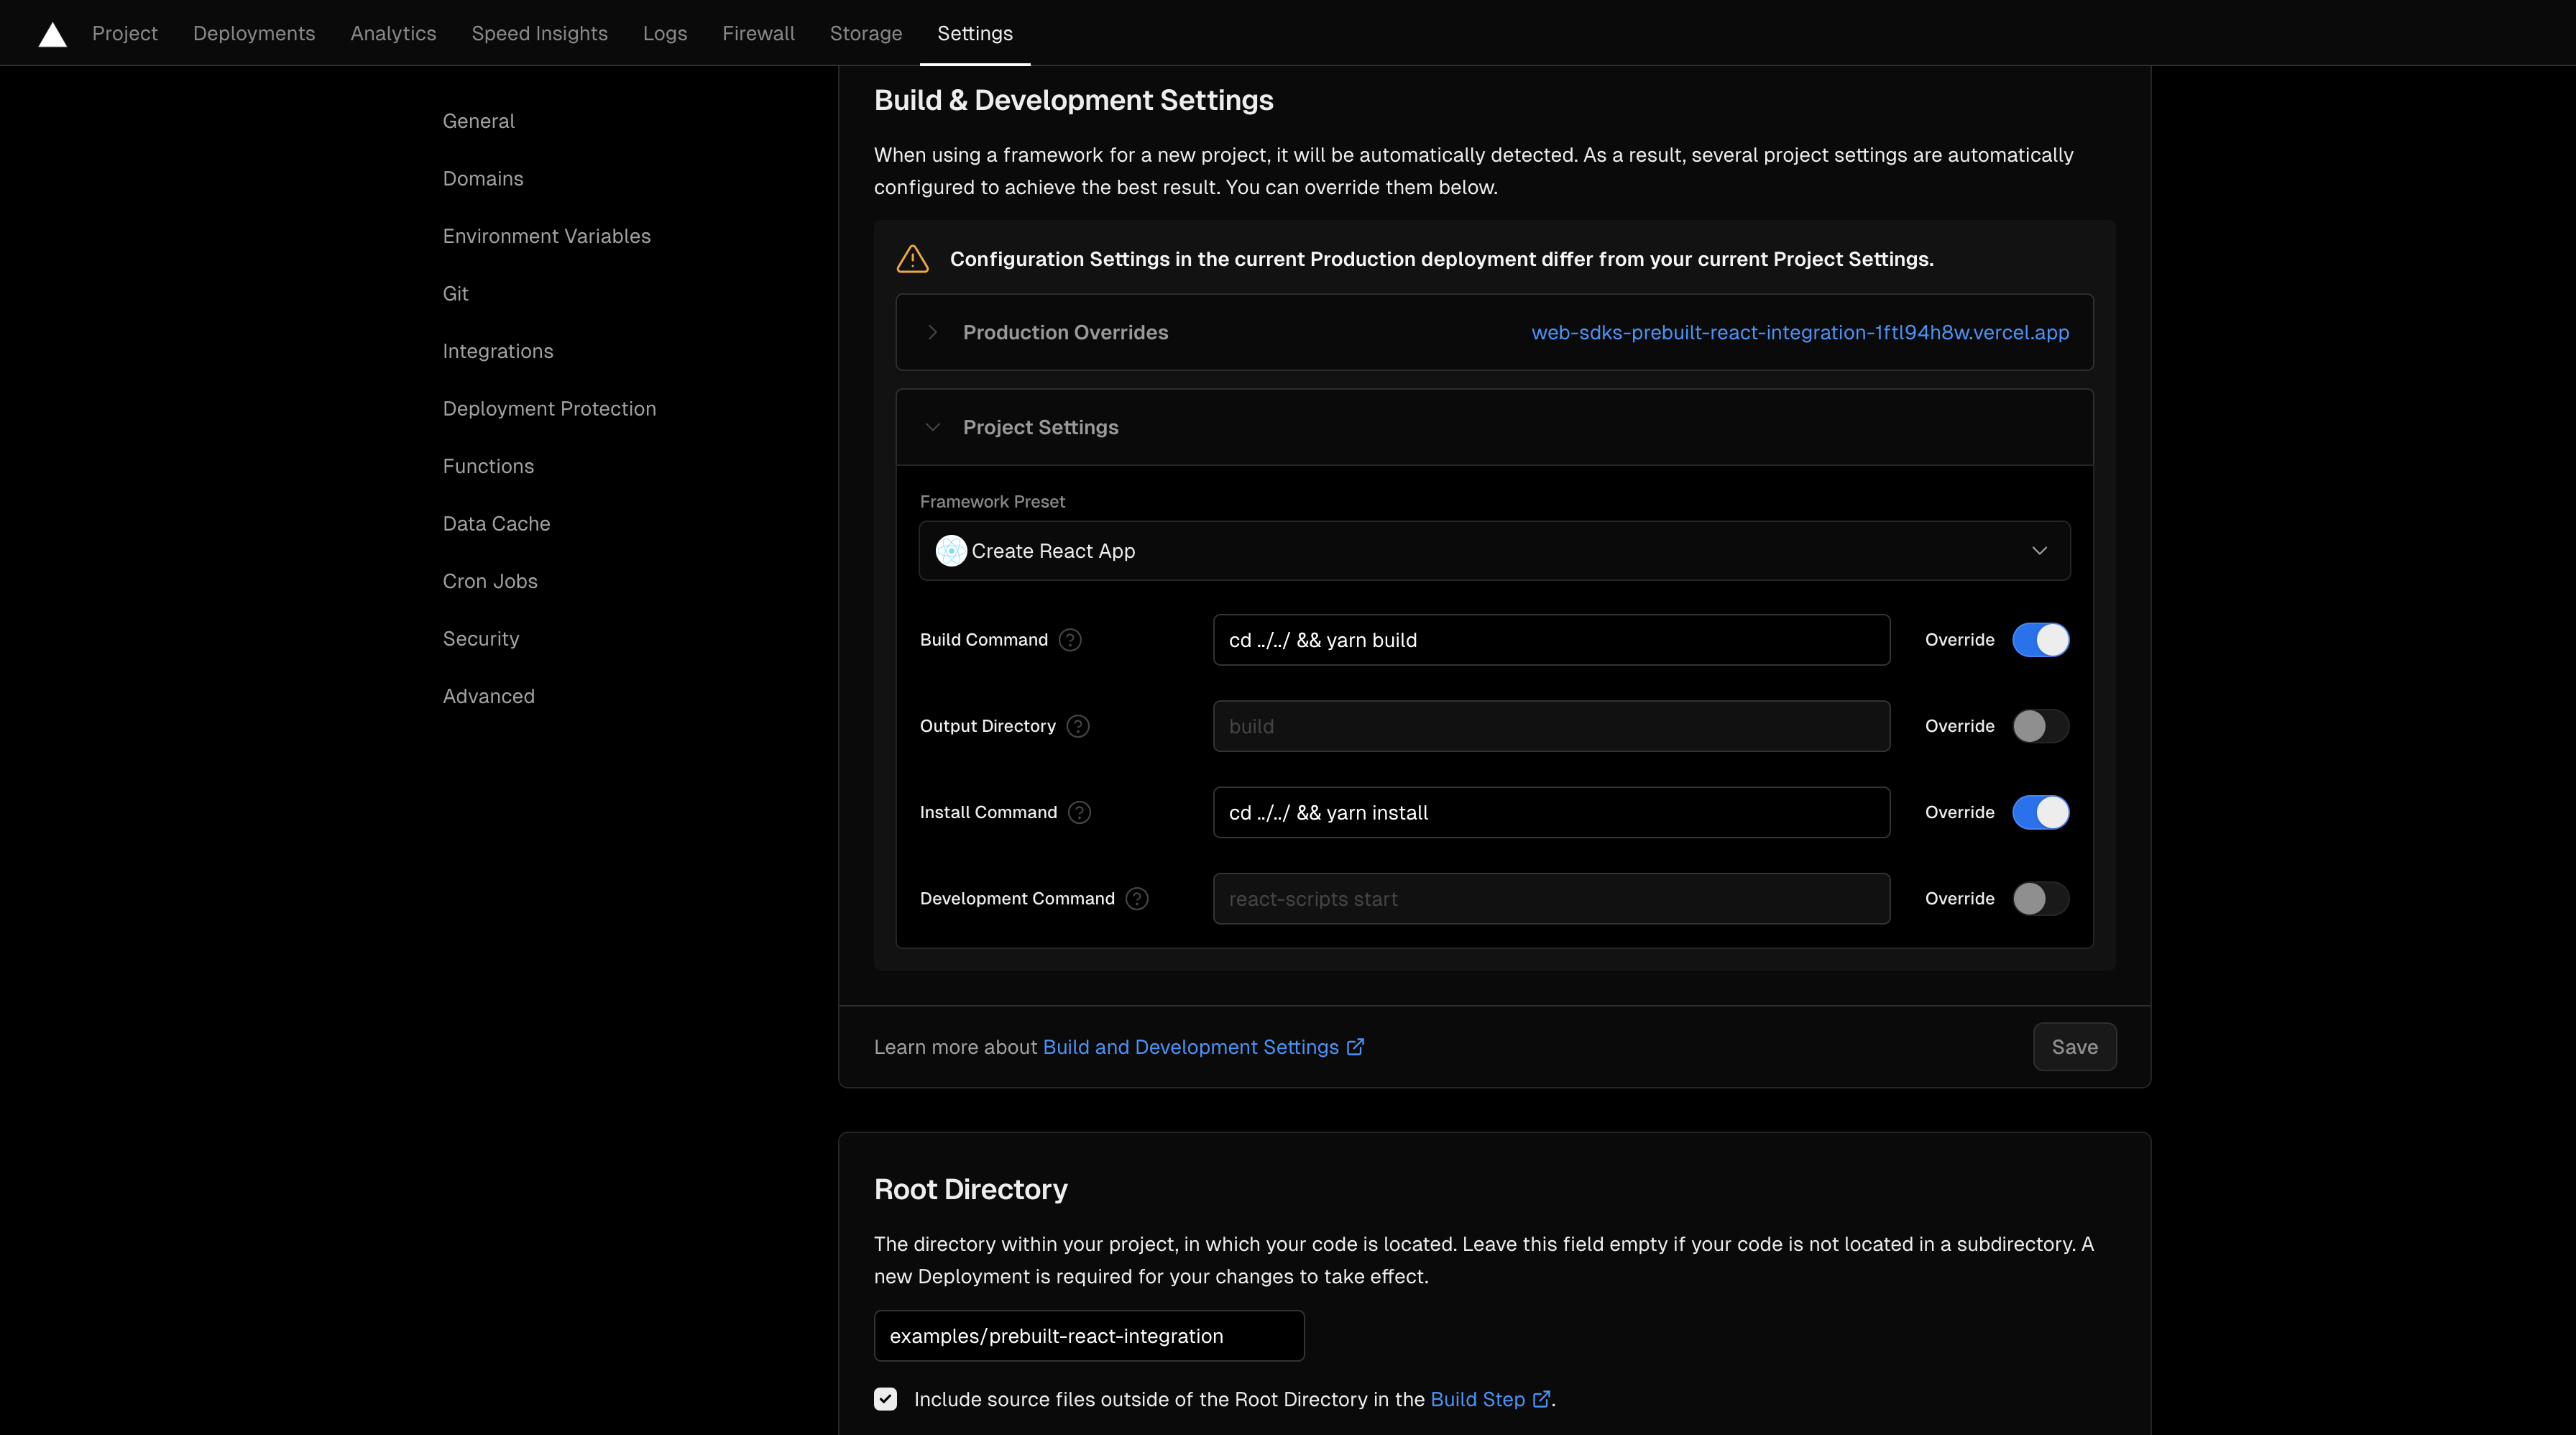 Project Deployments Analytics Speed Insights Logs Firewall Storage Settings
General
Domains
Environment Variables
Git
Integrations
Deployment Protection
Functions
Data Cache
Cron Jobs
Security
Advanced
Build & Development Settings
When using a framework for a new project, it will be automatically detected. As a result, several project settings are automatically
configured to achieve the best result. You can override them below.
Configuration Settings in the current Production deployment differ from your current Project Settings.
Production Overrides web-sdks-prebuilt-react-integration-1ftl94h8w.vercel.app
Project Settings
Framework Preset
Create React App
Build Command ? cd ../../ && yarn build Override
Output Directory ? build Override
Install Command ? cd ../../ && yarn install Override
Development Command ? react-scripts start Override
Learn more about Build and Development Settings Save
Root Directory
The directory within your project, in which your code is located. Leave this field empty if your code is not located in a subdirectory. A
new Deployment is required for your changes to take effect.
examples/prebuilt-react-integration
Include source files outside of the Root Directory in the Build Step .